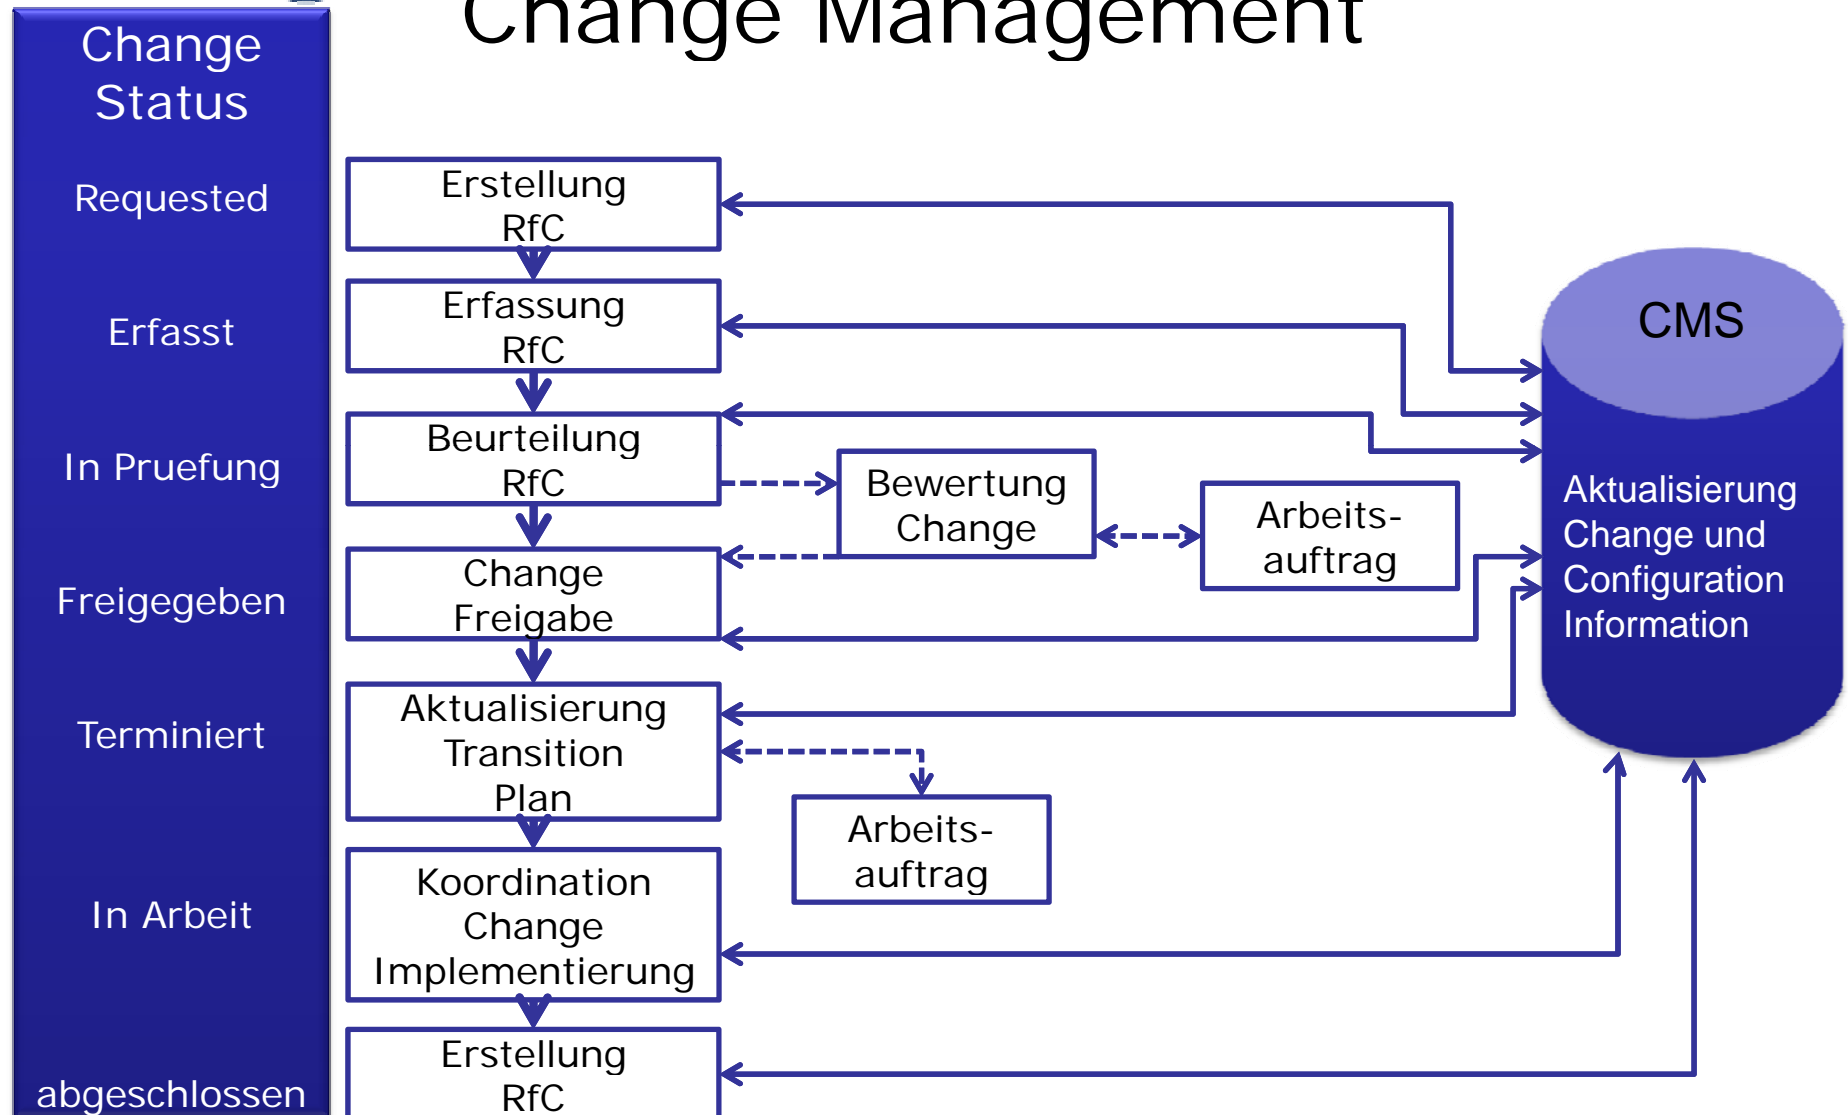 Change Management
Change
Status
Requested
Erfasst
In Pruefung
Freigegeben
Terminiert
In Arbeit
abgeschlossen
Erstellung
RfC
Erfassung
RfC
Beurteilung
RfC
Bewertung
Change
Arbeits-
auftrag
Change
Freigabe
Aktualisierung
Transition
Plan
Arbeits-
auftrag
Koordination
Change
Implementierung
Erstellung
RfC
CMS
Aktualisierung
Change und
Configuration
Information